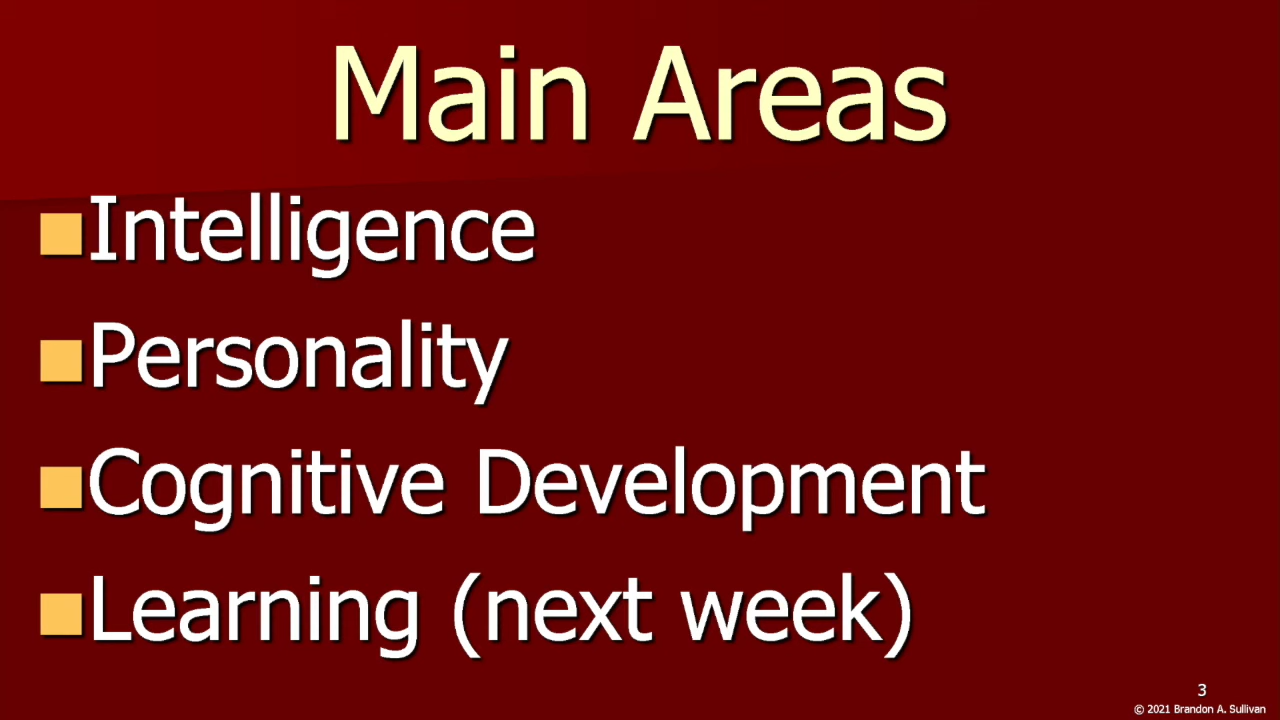 Main Areas
Intelligence
Personality
Cognitive Development
Learning (next week)
3
© 2021 Brandon A. Sullivan